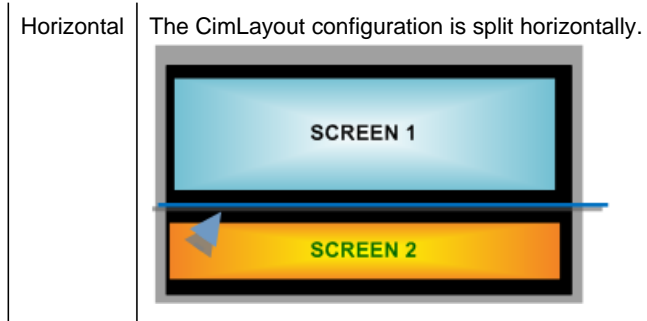 Horizontal The CimLayout configuration is split horizontally.
SCREEN 1
SCREEN 2